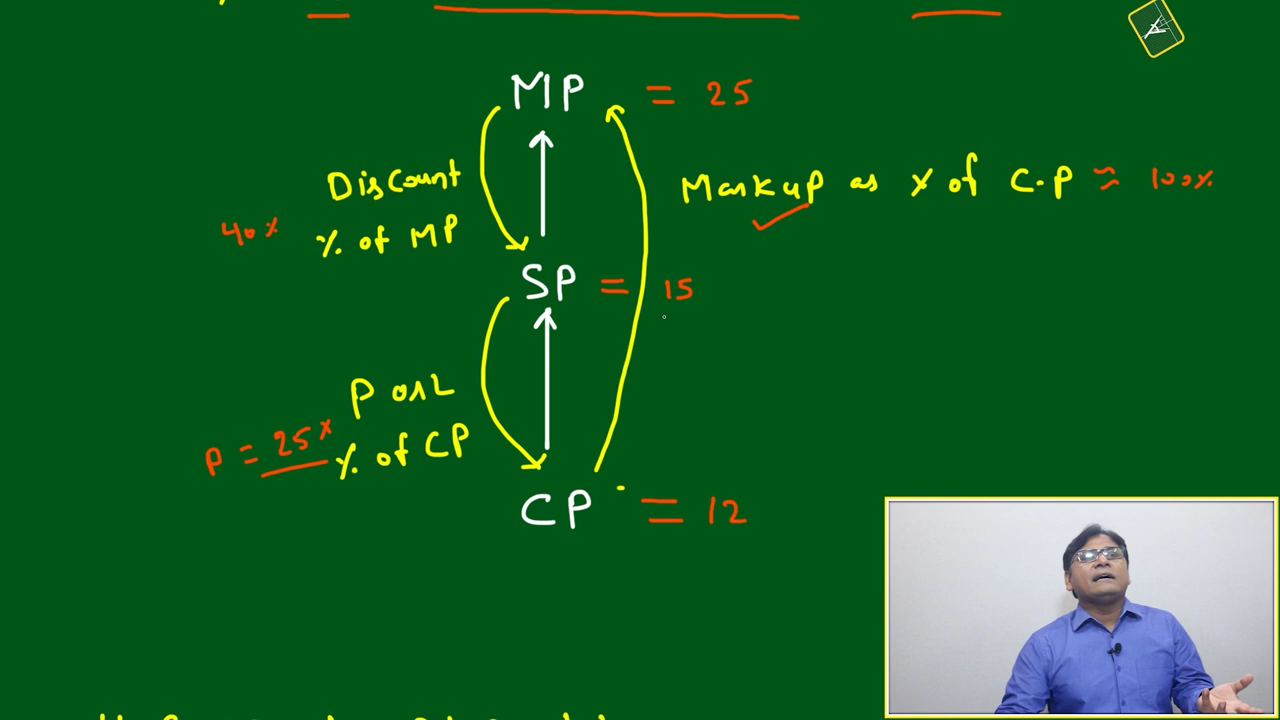 MP = 25
Discount
% of MP
40%
Markup as % of C.P ≈ 100%
SP = 15
P or L
% of CP
P = 25%
CP = 12